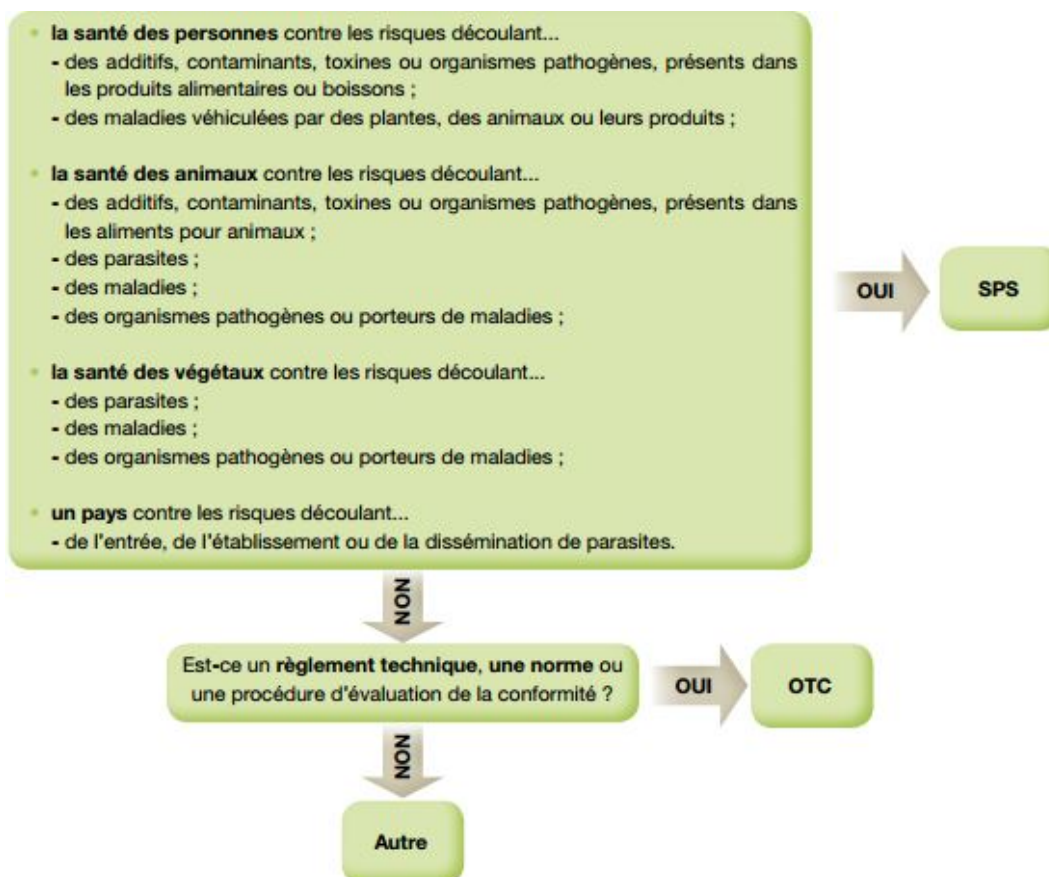 • la santé des personnes contre les risques découlant...
- des additifs, contaminants, toxines ou organismes pathogènes, présents dans
les produits alimentaires ou boissons ;
- des maladies véhiculées par des plantes, des animaux ou leurs produits ;
• la santé des animaux contre les risques découlant...
- des additifs, contaminants, toxines ou organismes pathogènes, présents dans
les aliments pour animaux ;
- des parasites ;
- des maladies ;
- des organismes pathogènes ou porteurs de maladies ;
OUI
SPS
• la santé des végétaux contre les risques découlant...
- des parasites ;
- des maladies ;
- des organismes pathogènes ou porteurs de maladies ;
• un pays contre les risques découlant...
- de l'entrée, de l'établissement ou de la dissémination de parasites.
NON
Est-ce un règlement technique, une norme ou
une procédure d'évaluation de la conformité ?
OUI
OTC
NON
Autre